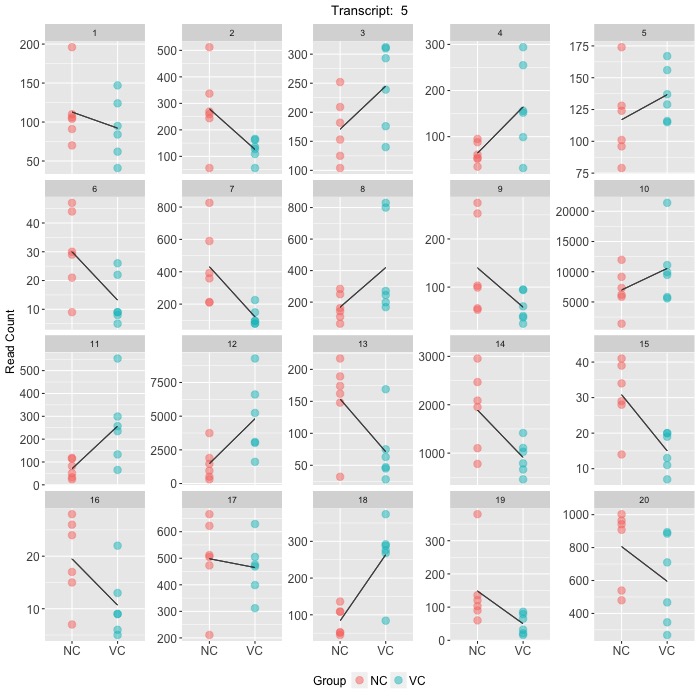 Transcript: 5
1 2 3 4 5
200 150 100 50
500 400 300 200 100
300 250 200 150 100
300 200 100
175 150 125 100 75
6 7 8 9 10
40 30 20 10
800 600 400 200
800 600 400 200
200 100
20000 15000 10000 5000
Read Count
11 12 13 14 15
500 400 300 200 100 0
7500 5000 2500 0
200 150 100 50
3000 2000 1000
40 30 20 10
16 17 18 19 20
20 10
600 500 400 300 200
300 200 100
300 200 100 0
1000 800 600 400
NC VC NC VC NC VC NC VC NC VC
Group NC VC